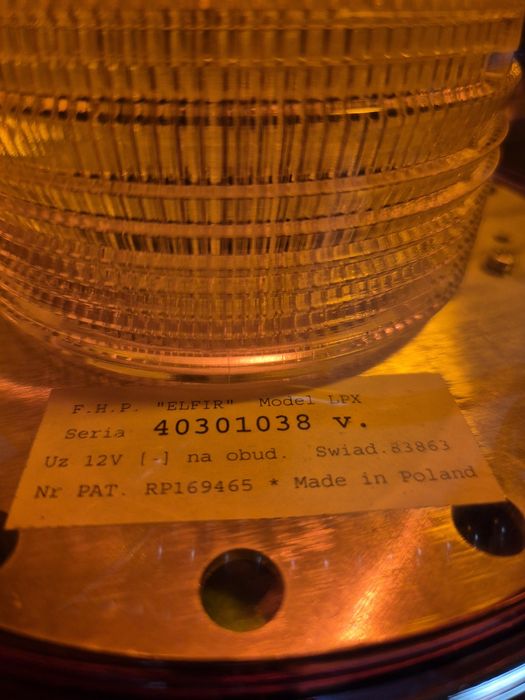 F.H.P. "ELFIR" Model LPX
Seria 40301038 v.
Uz 12V [-] na obud. Swiad.83863
Nr PAT. RP169465 * Made in Poland